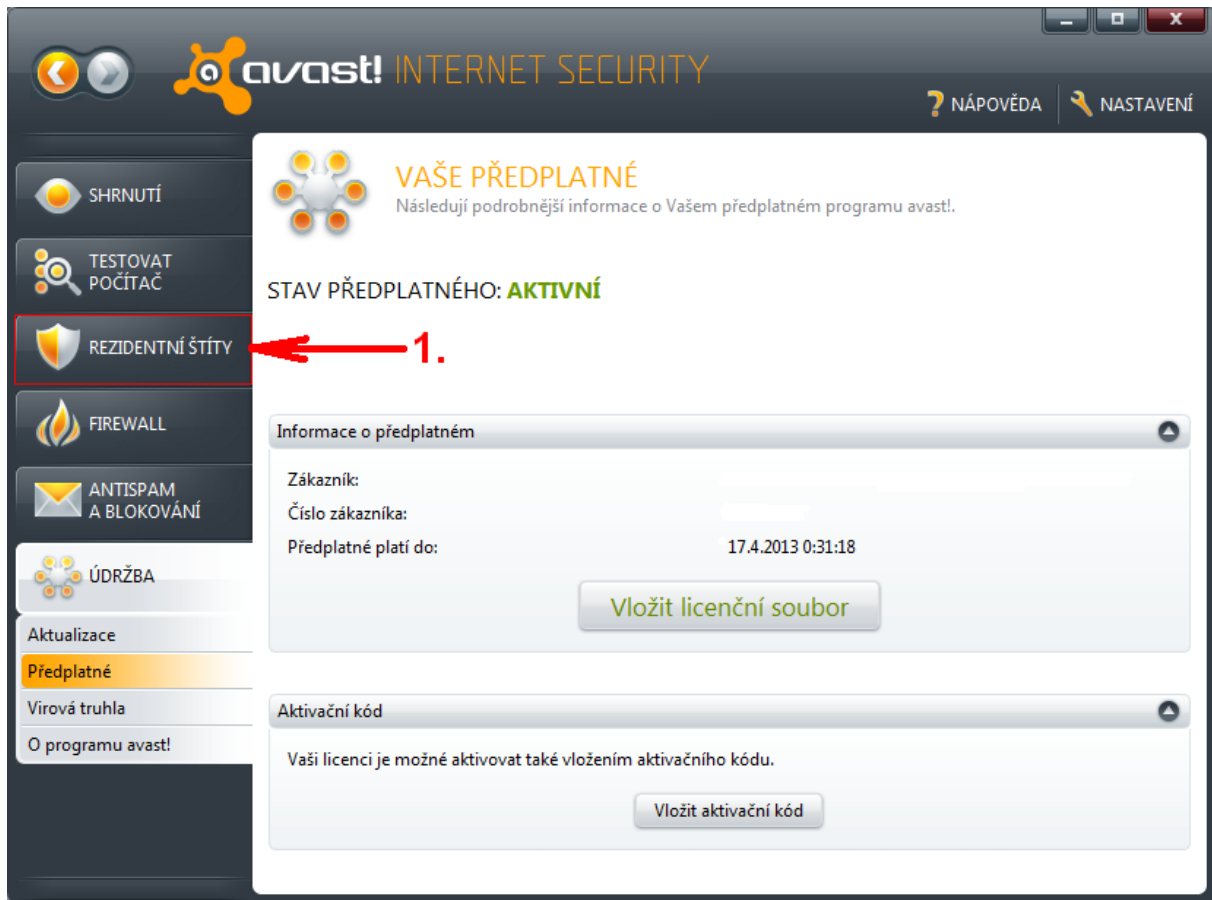 avast! INTERNET SECURITY
NÁPOVĚDA
NASTAVENÍ
SHRNUTÍ
TESTOVAT
POČÍTAČ
REZIDENTNÍ ŠTÍTY
1.
FIREWALL
ANTISPAM
A BLOKOVÁNÍ
ÚDRŽBA
Aktualizace
Předplatné
Virová truhla
O programu avast!
VAŠE PŘEDPLATNÉ
Následují podrobnější informace o Vašem předplatném programu avast!.
STAV PŘEDPLATNÉHO: AKTIVNÍ
Informace o předplatném
Zákazník:
Číslo zákazníka:
Předplatné platí do: 17.4.2013 0:31:18
Vložit licenční soubor
Aktivační kód
Vaši licenci je možné aktivovat také vložením aktivačního kódu.
Vložit aktivační kód